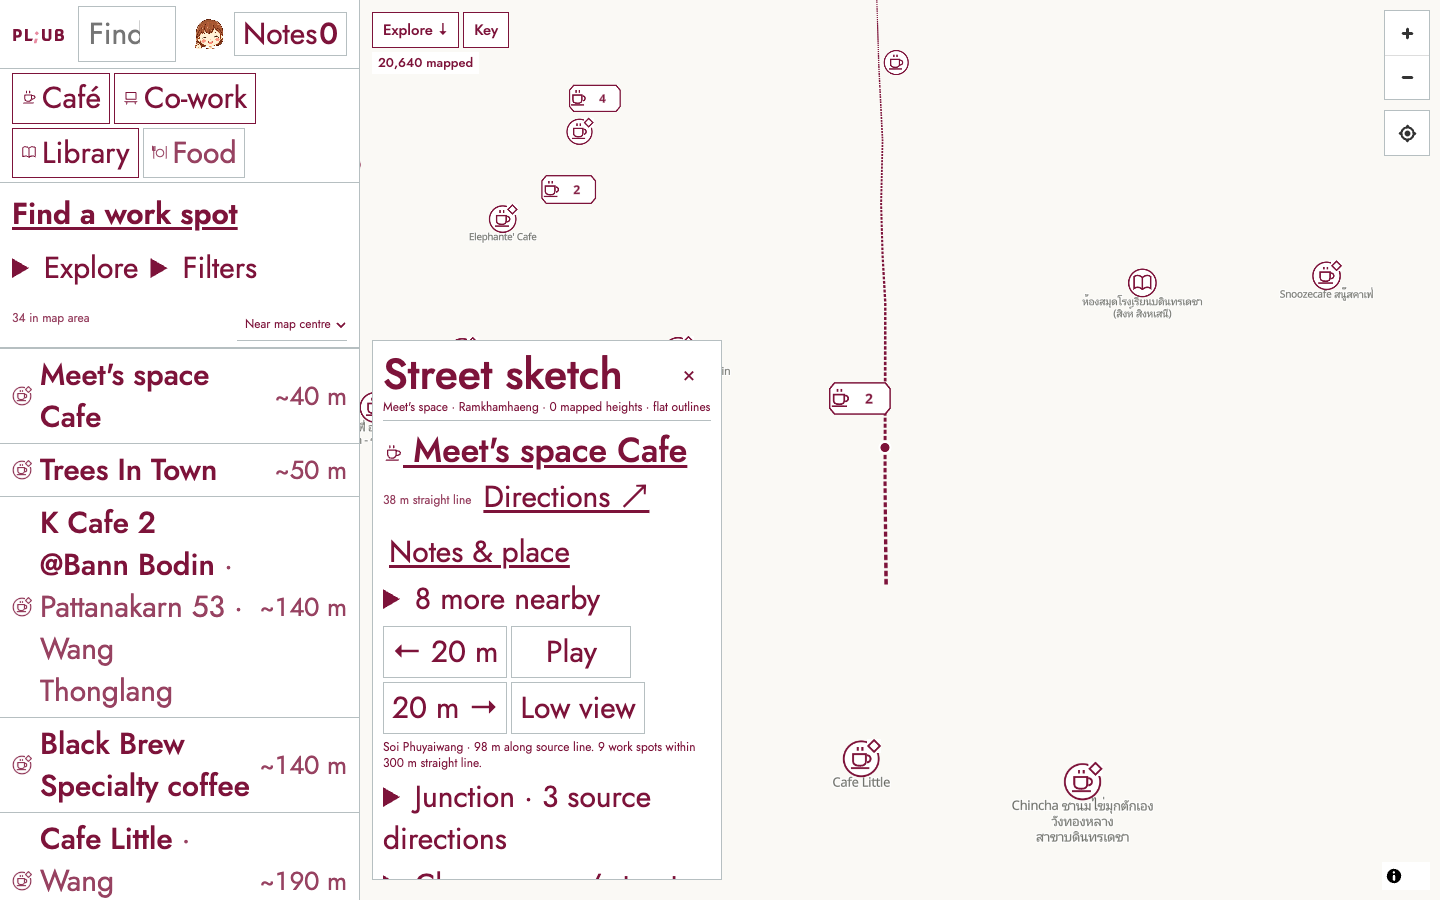 PL;UB
Find
Notes 0
Café
Co-work
Library
Food
Find a work spot
Explore
Filters
34 in map area
Near map centre
Meet's space
Cafe
~40 m
Trees In Town
~50 m
K Cafe 2
@Bann Bodin ·
Pattanakarn 53 ·
Wang
Thonglang
~140 m
Black Brew
Specialty coffee
~140 m
Cafe Little ·
Wang
~190 m
Explore ↓
Key
20,640 mapped
4
2
Elephante' Cafe
ห้องสมุดโรงเรียนบดินทรเดชา
(สิงห์ สิงหเสนี)
Snoozecafe สนู๊สคาเฟ่
in
2
Street sketch
×
Meet's space · Ramkhamhaeng · 0 mapped heights · flat outlines
Meet's space Cafe
38 m straight line
Directions ↗
Notes & place
8 more nearby
← 20 m
Play
20 m →
Low view
Soi Phuyaiwang · 98 m along source line. 9 work spots within
300 m straight line.
Junction · 3 source
directions
Cafe Little
Chincha ชานมไข่มุกตักเอง
วังทองหลาง
สาขาบดินทรเดชา
+
−